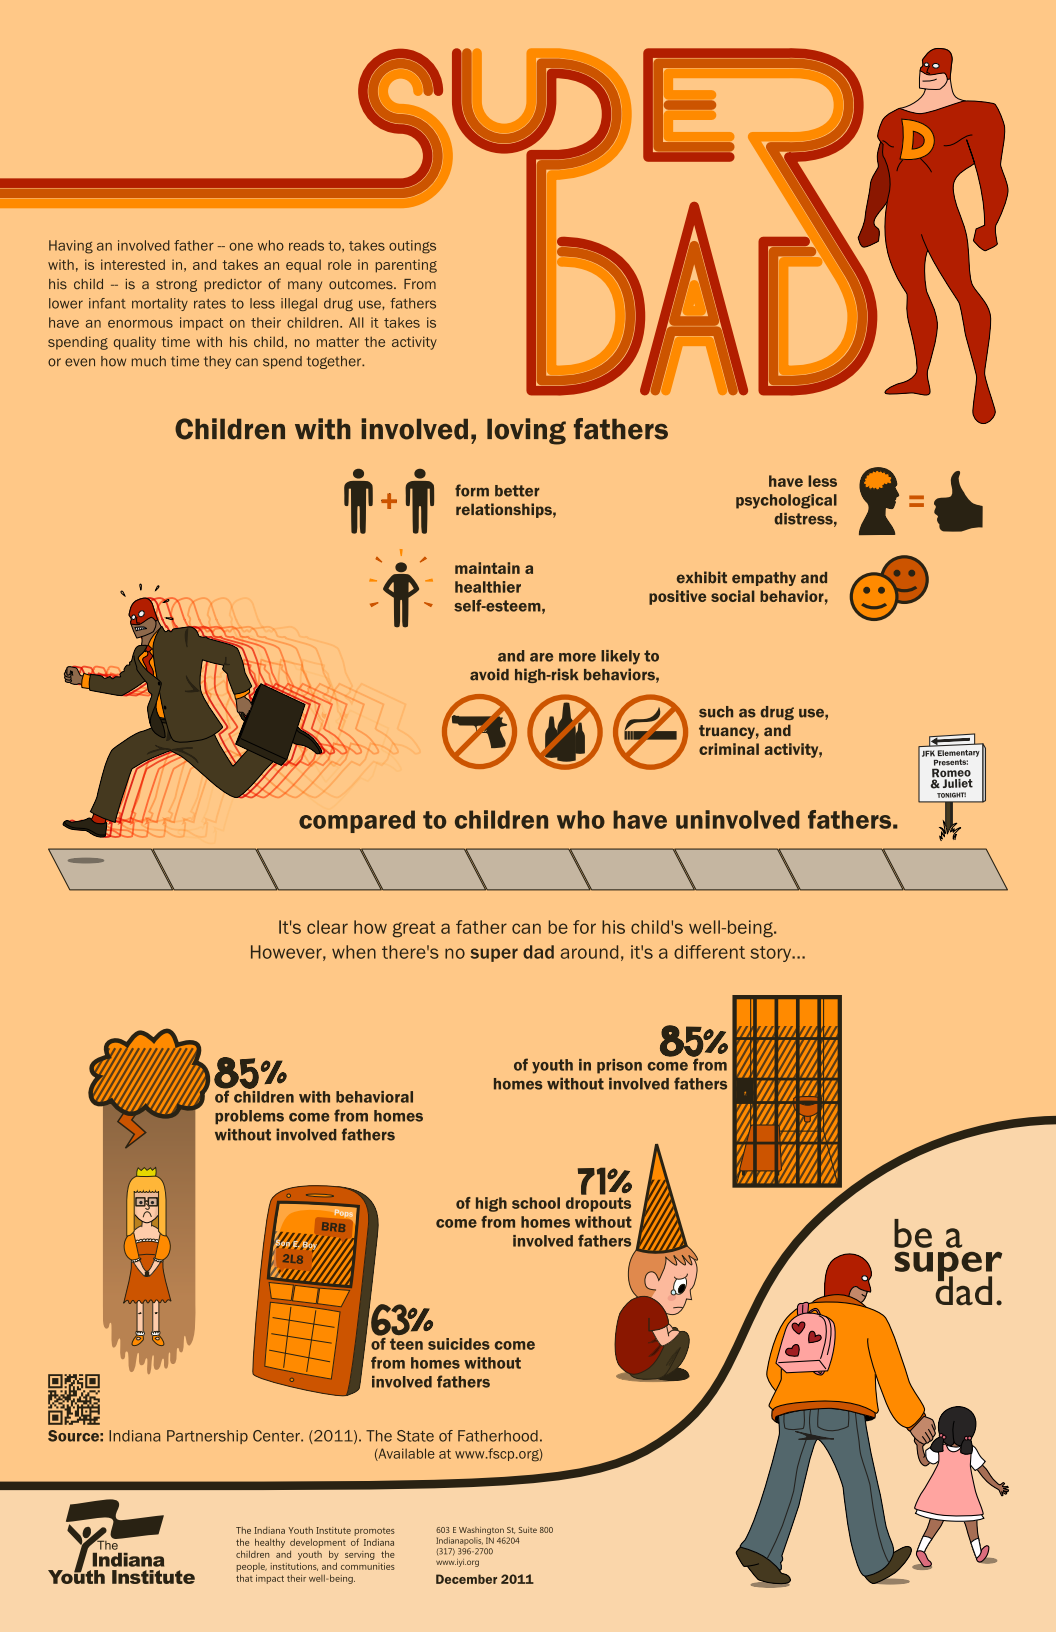 SUPER
DAD
D
Having an involved father -- one who reads to, takes outings
with, is interested in, and takes an equal role in parenting
his child -- is a strong predictor of many outcomes. From
lower infant mortality rates to less illegal drug use, fathers
have an enormous impact on their children. All it takes is
spending quality time with his child, no matter the activity
or even how much time they can spend together.
Children with involved, loving fathers
+
form better
relationships,
have less
psychological
distress,
=
maintain a
healthier
self-esteem,
exhibit empathy and
positive social behavior,
and are more likely to
avoid high-risk behaviors,
such as drug use,
truancy, and
criminal activity,
JFK Elementary
Presents:
Romeo
& Juliet
TONIGHT!
compared to children who have uninvolved fathers.
It's clear how great a father can be for his child's well-being.
However, when there's no super dad around, it's a different story...
85%
of children with behavioral
problems come from homes
without involved fathers
85%
of youth in prison come from
homes without involved fathers
71%
of high school dropouts
come from homes without
involved fathers
Pops
BRB
Son E. Boy
2L8
63%
of teen suicides come
from homes without
involved fathers
be a
super
dad.
Source: Indiana Partnership Center. (2011). The State of Fatherhood.
(Available at www.fscp.org)
The
Indiana
Youth Institute
The Indiana Youth Institute promotes
the healthy development of Indiana
children and youth by serving the
people, institutions, and communities
that impact their well-being.
603 E Washington St, Suite 800
Indianapolis, IN 46204
(317) 396-2700
www.iyi.org
December 2011